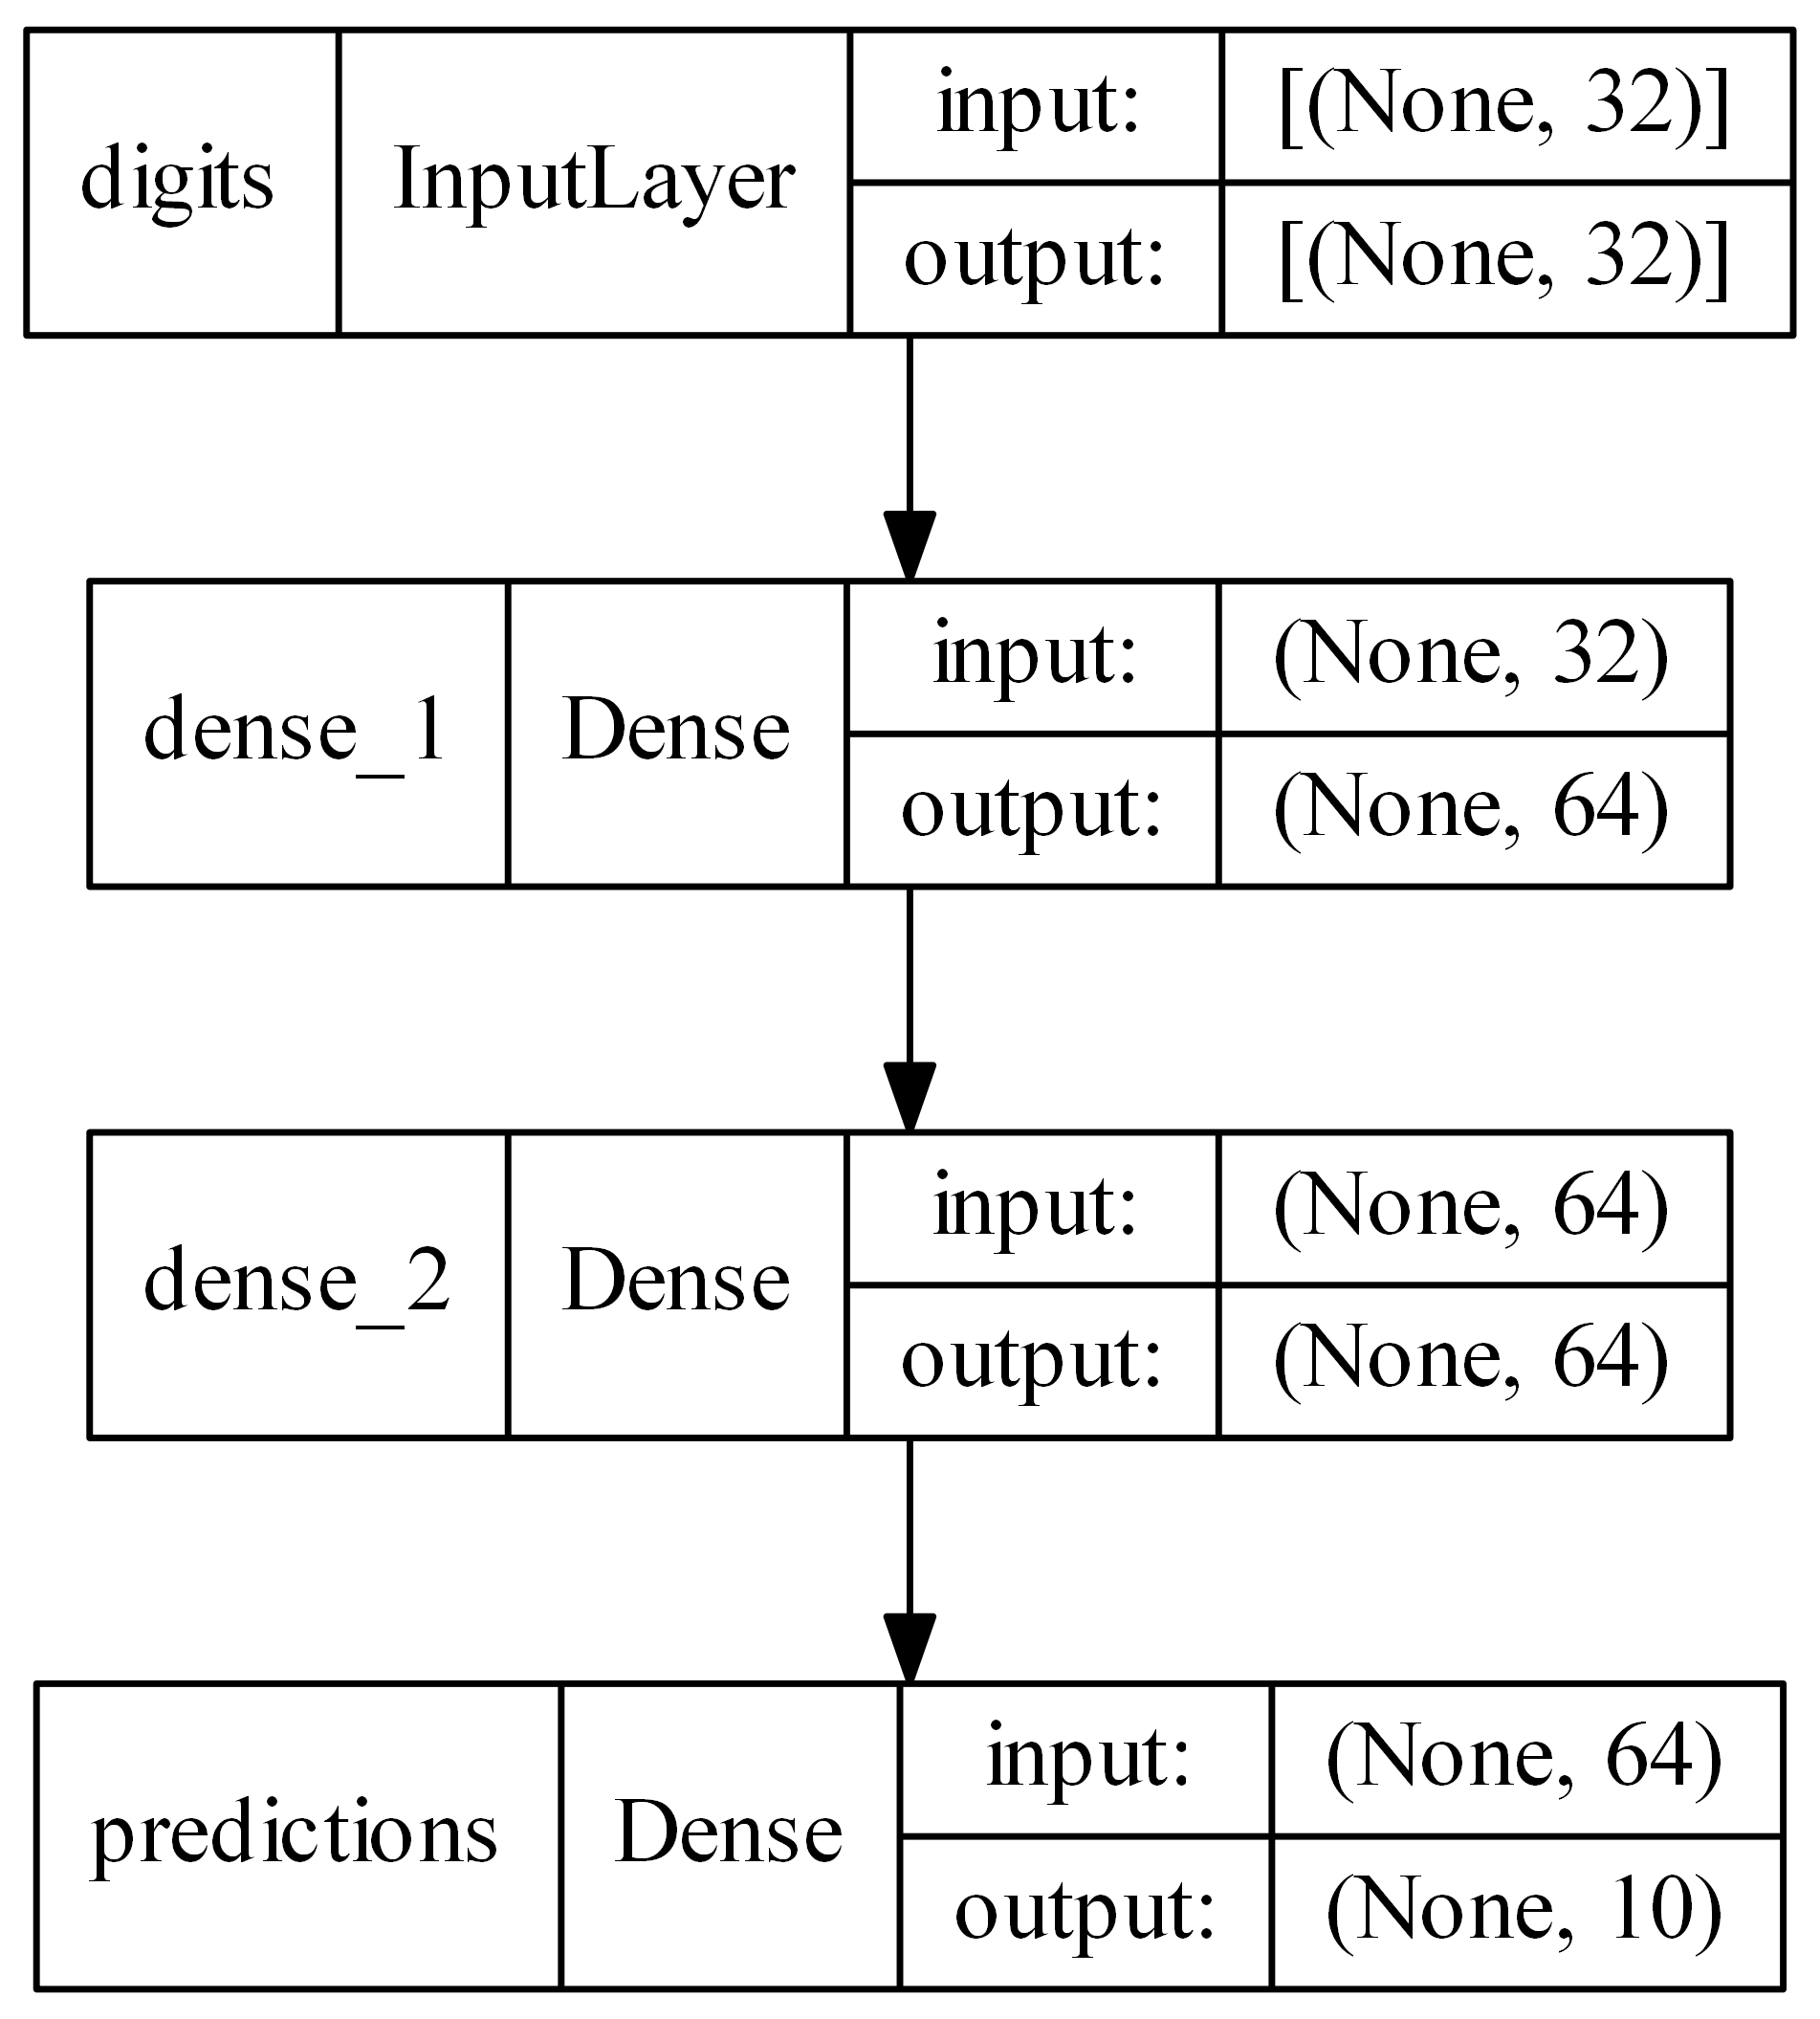 digits InputLayer input: [(None, 32)]
output: [(None, 32)]
dense_1 Dense input: (None, 32)
output: (None, 64)
dense_2 Dense input: (None, 64)
output: (None, 64)
predictions Dense input: (None, 64)
output: (None, 10)